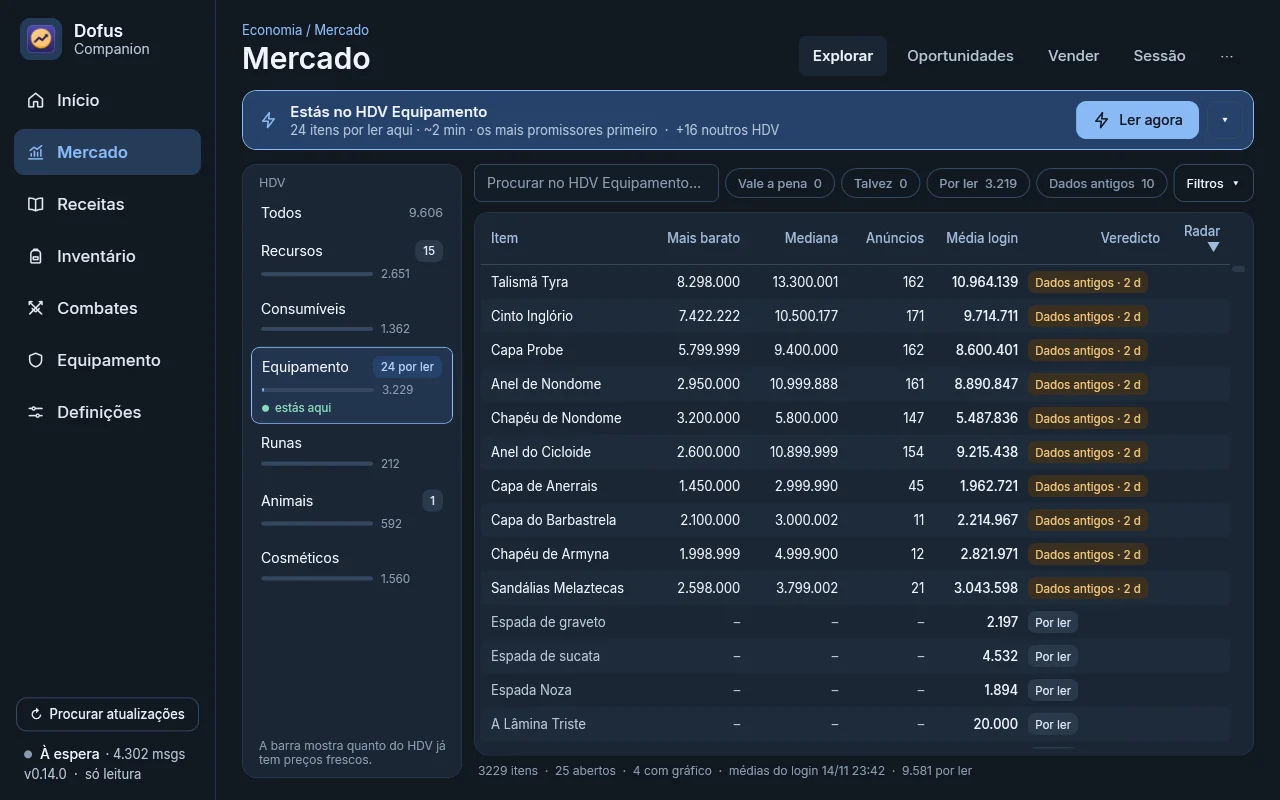 Dofus
Companion
Início
Mercado
Receitas
Inventário
Combates
Equipamento
Definições
Procurar atualizações
À espera · 4.302 msgs
v0.14.0 · só leitura
Economia / Mercado
Mercado
Explorar Oportunidades Vender Sessão ···
Estás no HDV Equipamento
24 itens por ler aqui · ~2 min · os mais promissores primeiro · +16 noutros HDV
Ler agora
HDV
Todos 9.606
Recursos 15
2.651
Consumíveis
1.362
Equipamento 24 por ler
3.229
estás aqui
Runas
212
Animais 1
592
Cosméticos
1.560
A barra mostra quanto do HDV já
tem preços frescos.
Procurar no HDV Equipamento... Vale a pena 0 Talvez 0 Por ler 3.219 Dados antigos 10 Filtros ▼
Item Mais barato Mediana Anúncios Média login Veredicto Radar ▼
Talismã Tyra 8.298.000 13.300.001 162 10.964.139 Dados antigos · 2 d
Cinto Inglório 7.422.222 10.500.177 171 9.714.711 Dados antigos · 2 d
Capa Probe 5.799.999 9.400.000 162 8.600.401 Dados antigos · 2 d
Anel de Nondome 2.950.000 10.999.888 161 8.890.847 Dados antigos · 2 d
Chapéu de Nondome 3.200.000 5.800.000 147 5.487.836 Dados antigos · 2 d
Anel do Cicloide 2.600.000 10.899.999 154 9.215.438 Dados antigos · 2 d
Capa de Anerrais 1.450.000 2.999.990 45 1.962.721 Dados antigos · 2 d
Capa do Barbastrela 2.100.000 3.000.002 11 2.214.967 Dados antigos · 2 d
Chapéu de Armyna 1.998.999 4.999.900 12 2.821.971 Dados antigos · 2 d
Sandálias Melaztecas 2.598.000 3.799.002 21 3.043.598 Dados antigos · 2 d
Espada de graveto – – – 2.197 Por ler
Espada de sucata – – – 4.532 Por ler
Espada Noza – – – 1.894 Por ler
A Lâmina Triste – – – 20.000 Por ler
3229 itens · 25 abertos · 4 com gráfico · médias do login 14/11 23:42 · 9.581 por ler